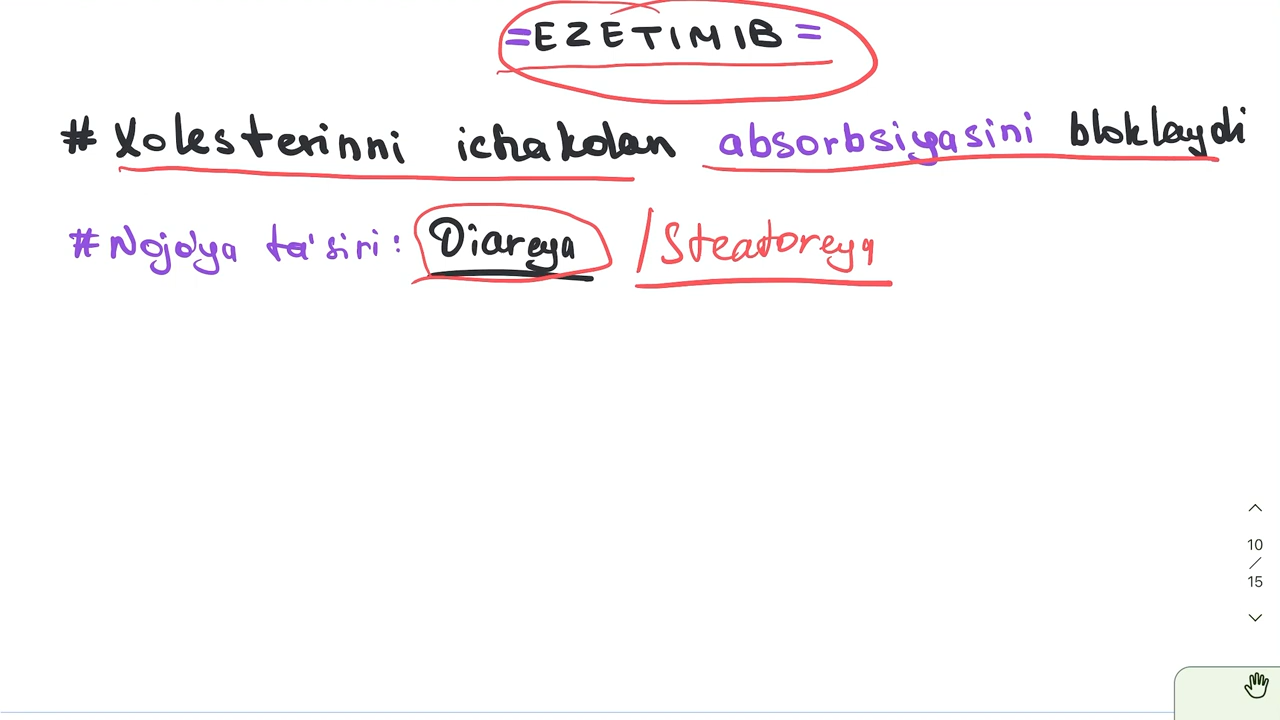 =EZETIMIB=
# Xolesterinni ichakdan absorbsiyasini bloklaydi
# Nojo'ya ta'siri: Diareya /Steatoreya
10
/
15